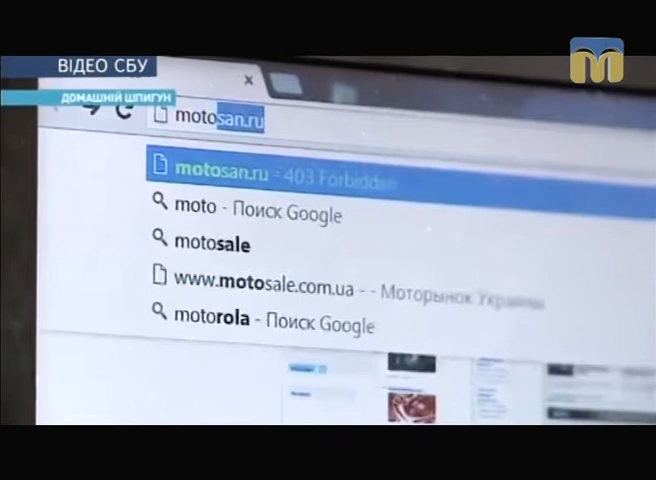 ВІДЕО СБУ
ДОМАШНІЙ ШПИГУН
motosan.ru
motosan.ru - 403 Forbidden
moto - Поиск Google
motosale
www.motosale.com.ua - - Моторынок Украины
motorola - Поиск Google